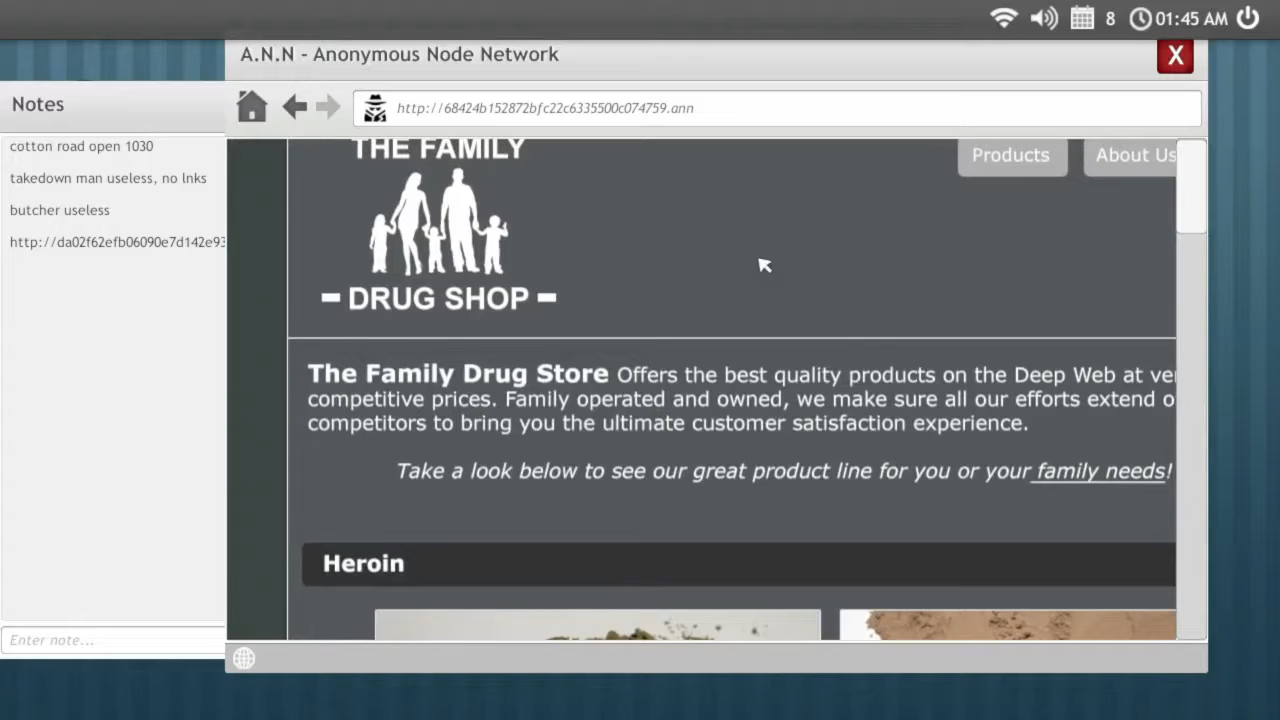 8 01:45 AM
A.N.N - Anonymous Node Network
X
http://68424b152872bfc22c6335500c074759.ann
Notes
cotton road open 1030
takedown man useless, no lnks
butcher useless
http://da02f62efb06090e7d142e93
Enter note...
THE FAMILY
DRUG SHOP
Products
About Us
The Family Drug Store Offers the best quality products on the Deep Web at ve
competitive prices. Family operated and owned, we make sure all our efforts extend o
competitors to bring you the ultimate customer satisfaction experience.
Take a look below to see our great product line for you or your family needs!
Heroin